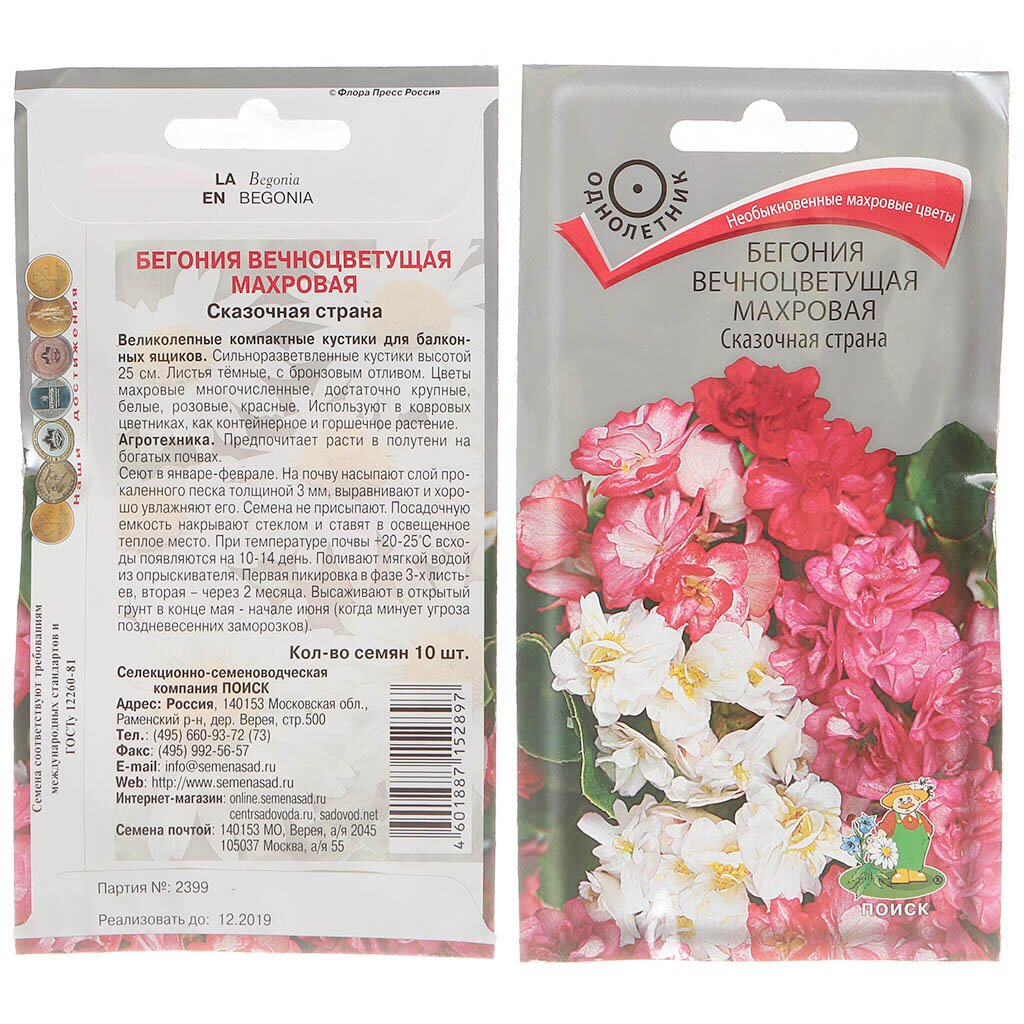 © Флора Пресс Россия
LA Begonia
EN BEGONIA
БЕГОНИЯ ВЕЧНОЦВЕТУЩАЯ
МАХРОВАЯ
Сказочная страна
Великолепные компактные кустики для балкон-
ных ящиков. Сильноразветвленные кустики высотой
25 см. Листья тёмные, с бронзовым отливом. Цветы
махровые многочисленные, достаточно крупные,
белые, розовые, красные. Используют в ковровых
цветниках, как контейнерное и горшечное растение.
Агротехника. Предпочитает расти в полутени на
богатых почвах.
Сеют в январе-феврале. На почву насыпают слой про-
каленного песка толщиной 3 мм, выравнивают и хоро-
шо увлажняют его. Семена не присыпают. Посадочную
емкость накрывают стеклом и ставят в освещенное
теплое место. При температуре почвы +20-25°С всхо-
ды появляются на 10-14 день. Поливают мягкой водой
из опрыскивателя. Первая пикировка в фазе 3-х листь-
ев, вторая – через 2 месяца. Высаживают в открытый
грунт в конце мая - начале июня (когда минует угроза
поздневесенних заморозков).
Кол-во семян 10 шт.
Селекционно-семеноводческая
компания ПОИСК
Адрес: Россия, 140153 Московская обл.,
Раменский р-н, дер. Верея, стр.500
Тел.: (495) 660-93-72 (73)
Факс: (495) 992-56-57
E-mail: info@semenasad.ru
Web: http://www.semenasad.ru
Интернет-магазин: online.semenasad.ru
centrsadovoda.ru, sadovod.net
Семена почтой: 140153 МО, Верея, а/я 2045
105037 Москва, а/я 55
4 601887 152897
Партия №: 2399
Реализовать до: 12.2019
наши достижения
Семена соответствуют требованиям
международных стандартов и
ГОСТу 12260-81
ОДНОЛЕТНИК
Необыкновенные махровые цветы
БЕГОНИЯ
ВЕЧНОЦВЕТУЩАЯ
МАХРОВАЯ
Сказочная страна
ПОИСК